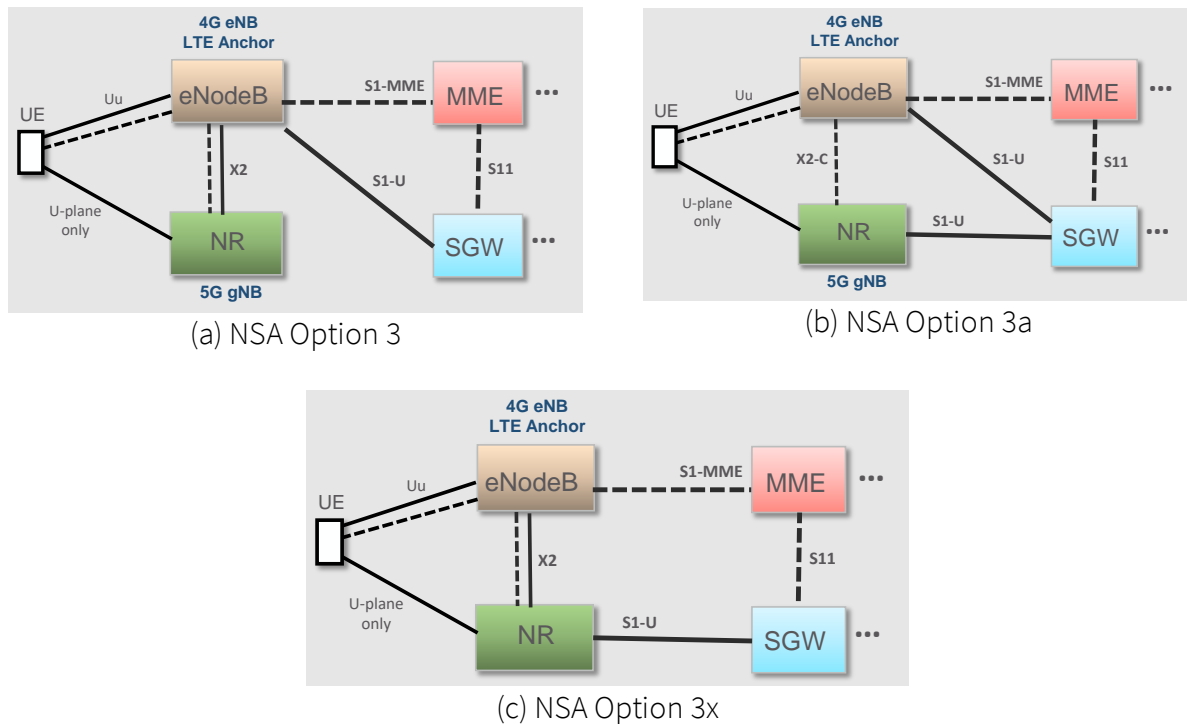 4G eNB
LTE Anchor
eNodeB
S1-MME
MME
...
UE
Uu
X2
S1-U
S11
U-plane
only
NR
SGW
...
5G gNB
(a) NSA Option 3
4G eNB
LTE Anchor
eNodeB
S1-MME
MME
...
UE
Uu
X2-C
S1-U
S11
U-plane
only
NR
S1-U
SGW
...
5G gNB
(b) NSA Option 3a
4G eNB
LTE Anchor
eNodeB
S1-MME
MME
...
UE
Uu
X2
S11
U-plane
only
NR
S1-U
SGW
...
(c) NSA Option 3x